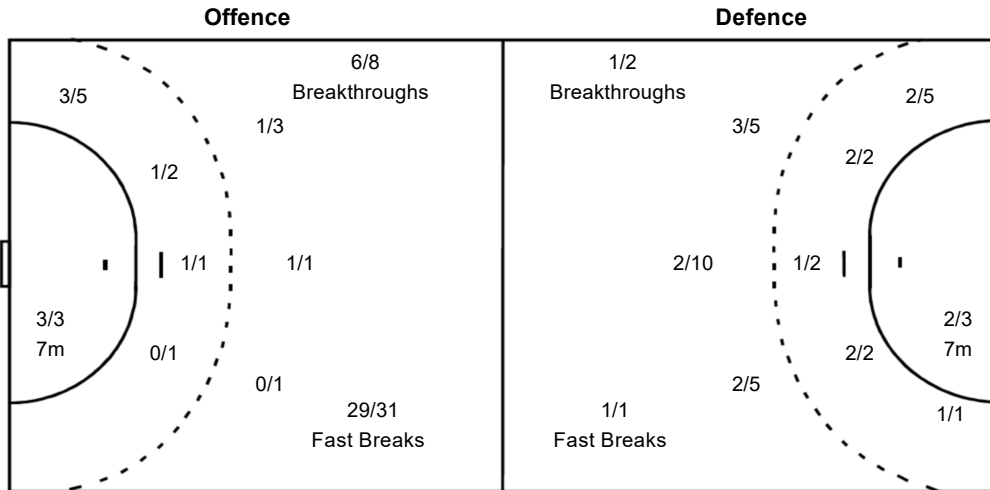 Offence
Defence
6/8
Breakthroughs
3/5
1/3
1/2
1/1
1/1
3/3
7m
0/1
0/1
29/31
Fast Breaks
1/2
Breakthroughs
2/5
3/5
2/2
2/10
1/2
2/3
7m
2/2
2/5
1/1
Fast Breaks
1/1